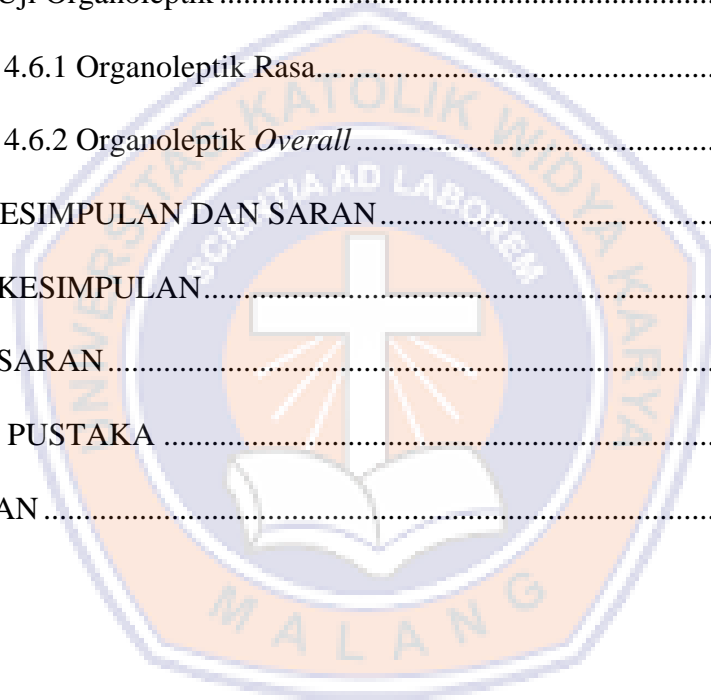 Uji Organoleptik
4.6.1 Organoleptik Rasa
4.6.2 Organoleptik Overall
ESIMPULAN DAN SARAN
KESIMPULAN
SARAN
PUSTAKA
AN
UNIVERSITAS KATOLIK WIDYA KARYA
SCIENTIA AD LABOREM
MALANG